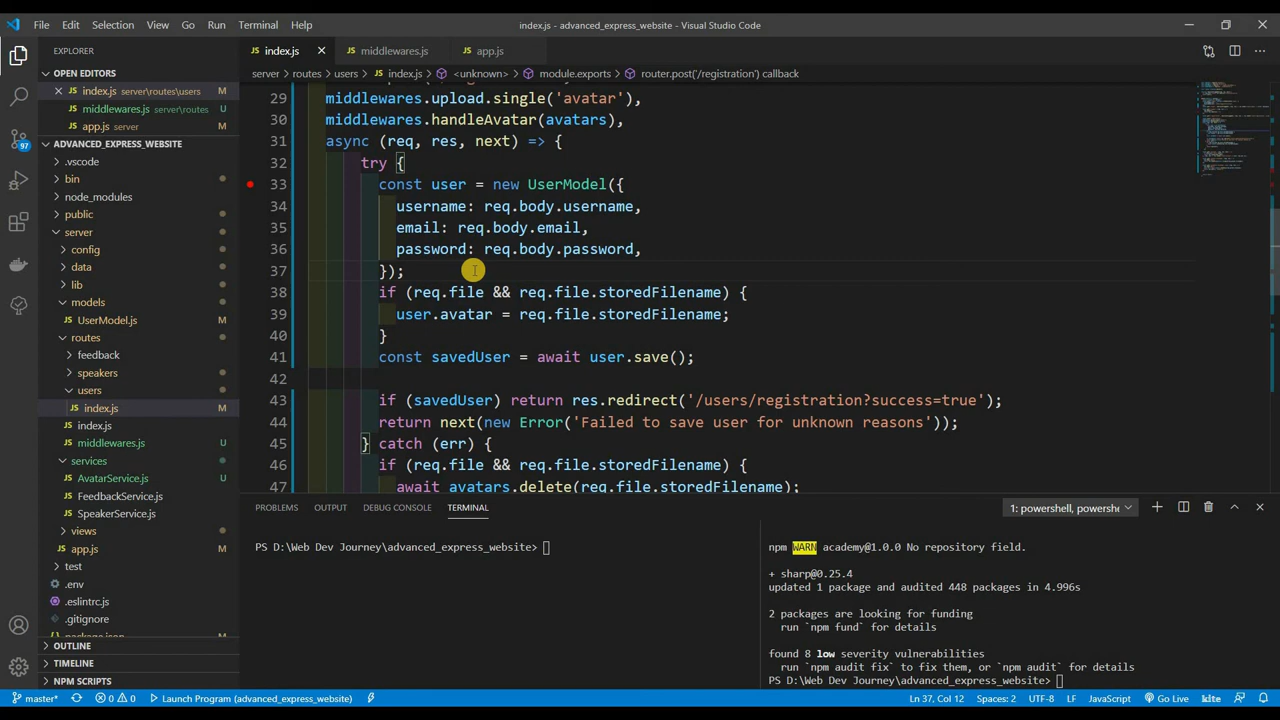 File Edit Selection View Go Run Terminal Help
index.js - advanced_express_website - Visual Studio Code
EXPLORER
OPEN EDITORS
index.js server\routes\users M
middlewares.js server\routes U
app.js server M
ADVANCED_EXPRESS_WEBSITE
.vscode
bin
node_modules
public
server
config
data
lib
models
UserModel.js M
routes
feedback
speakers
users
index.js M
index.js
middlewares.js U
services
AvatarService.js U
FeedbackService.js
SpeakerService.js
views
app.js M
test
.env
.eslintrc.js
.gitignore
package.json
OUTLINE
TIMELINE
NPM SCRIPTS
97
index.js middlewares.js app.js
server > routes > users > index.js > <unknown> > module.exports > router.post('/registration') callback
29 middlewares.upload.single('avatar'),
30 middlewares.handleAvatar(avatars),
31 async (req, res, next) => {
32 try {
33 const user = new UserModel({
34 username: req.body.username,
35 email: req.body.email,
36 password: req.body.password,
37 });
38 if (req.file && req.file.storedFilename) {
39 user.avatar = req.file.storedFilename;
40 }
41 const savedUser = await user.save();
42
43 if (savedUser) return res.redirect('/users/registration?success=true');
44 return next(new Error('Failed to save user for unknown reasons'));
45 } catch (err) {
46 if (req.file && req.file.storedFilename) {
47 await avatars.delete(req.file.storedFilename);
PROBLEMS OUTPUT DEBUG CONSOLE TERMINAL
1: powershell, powershe
PS D:\Web Dev Journey\advanced_express_website>
npm WARN academy@1.0.0 No repository field.
+ sharp@0.25.4
updated 1 package and audited 448 packages in 4.996s
2 packages are looking for funding
run `npm fund` for details
found 8 low severity vulnerabilities
run `npm audit fix` to fix them, or `npm audit` for details
PS D:\Web Dev Journey\advanced_express_website>
master* 0 0 Launch Program (advanced_express_website)
Ln 37, Col 12 Spaces: 2 UTF-8 LF JavaScript Go Live kite